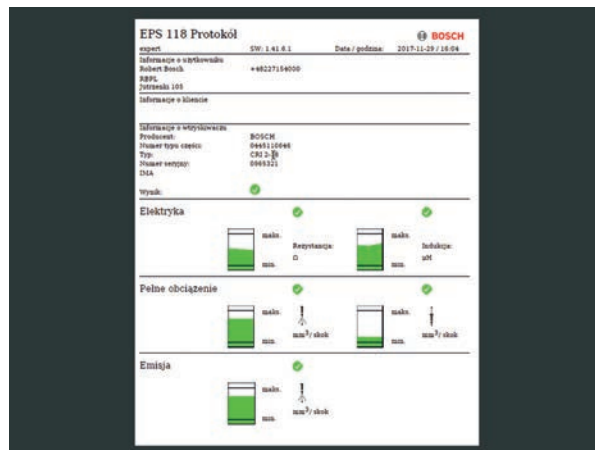 EPS 118 Protokół
BOSCH
expert SW: 1.41.6.1 Data / godzina: 2017-11-29 / 16:04
Informacje o użytkowniku
Robert Bosch +48227154000
RBPL
Jutrzenki 105
Informacje o kliencie
Informacje o wtryskiwaczu
Producent: BOSCH
Numer typu części: 0445110046
Typ: CRI 2-
Numer seryjny: 0965321
IMA
Wynik:
Elektryka
maks. maks.
Rezystancja: Indukcja:
Ω μH
min. min.
Pełne obciążenie
maks. maks.
mm³/ skok mm³/ skok
min. min.
Emisja
maks.
mm³/ skok
min.